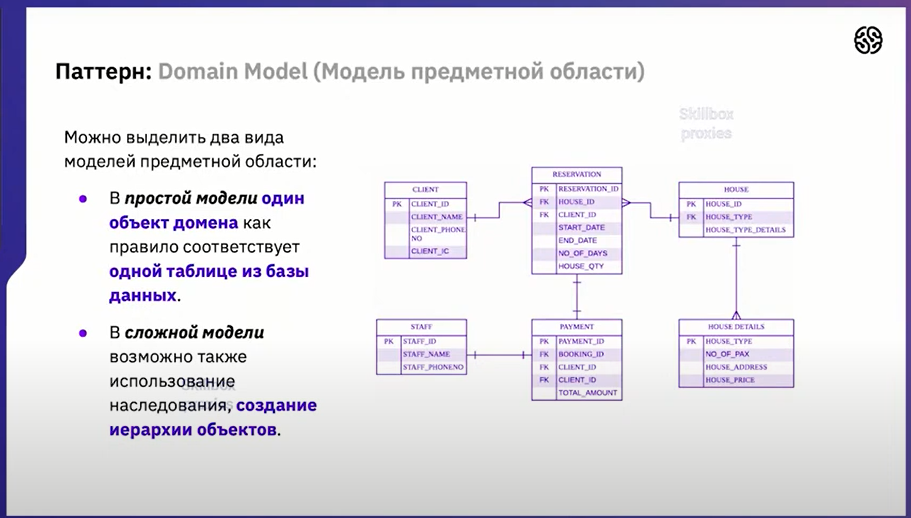 Паттерн: Domain Model (Модель предметной области)
Skillbox
proxies
Можно выделить два вида
моделей предметной области:
В простой модели один
объект домена как
правило соответствует
одной таблице из базы
данных.
В сложной модели
возможно также
использование
наследования, создание
иерархии объектов.
CLIENT
PK CLIENT_ID
CLIENT_NAME
CLIENT_PHONE
NO
CLIENT_IC
RESERVATION
PK RESERVATION_ID
FK HOUSE_ID
FK CLIENT_ID
START_DATE
END_DATE
NO_OF_DAYS
HOUSE_QTY
HOUSE
PK HOUSE_ID
FK HOUSE_TYPE
HOUSE_TYPE_DETAILS
STAFF
PK STAFF_ID
STAFF_NAME
STAFF_PHONENO
PAYMENT
PK PAYMENT_ID
FK BOOKING_ID
FK CLIENT_ID
FK CLIENT_ID
TOTAL_AMOUNT
HOUSE DETAILS
PK HOUSE_TYPE
NO_OF_PAX
HOUSE_ADDRESS
HOUSE_PRICE